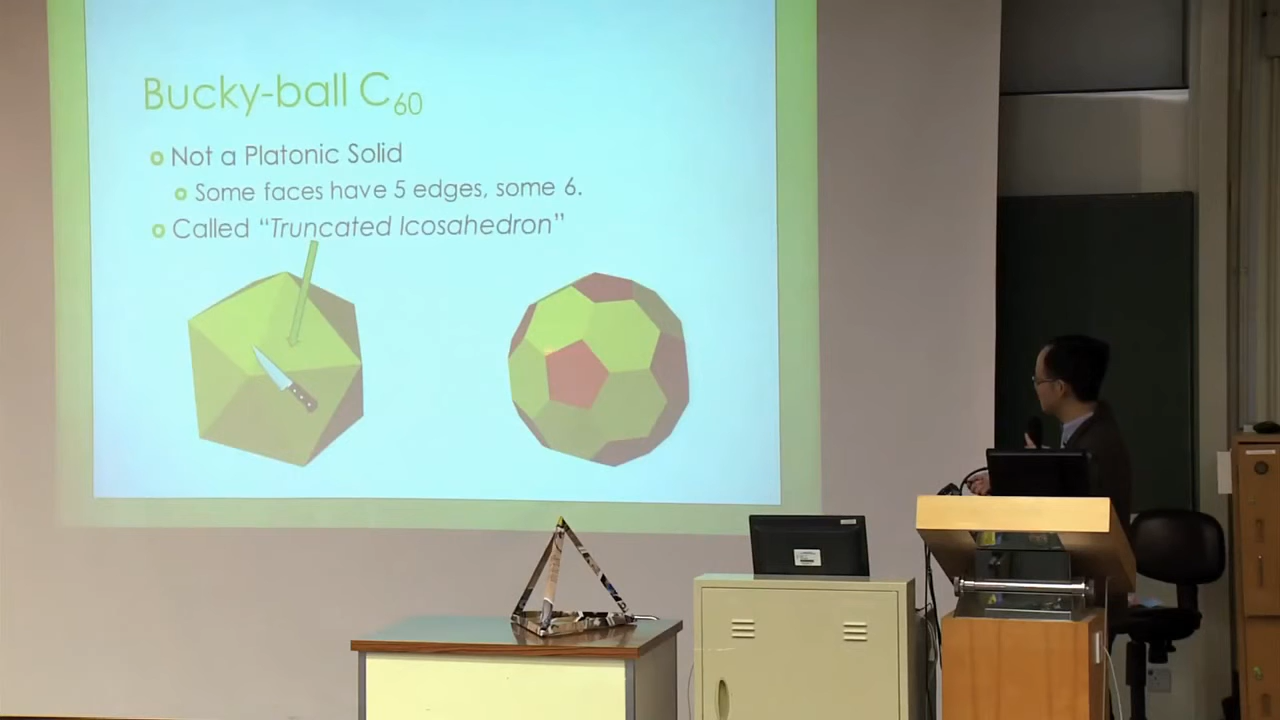 Bucky-ball C60
Not a Platonic Solid
Some faces have 5 edges, some 6.
Called “Truncated Icosahedron”